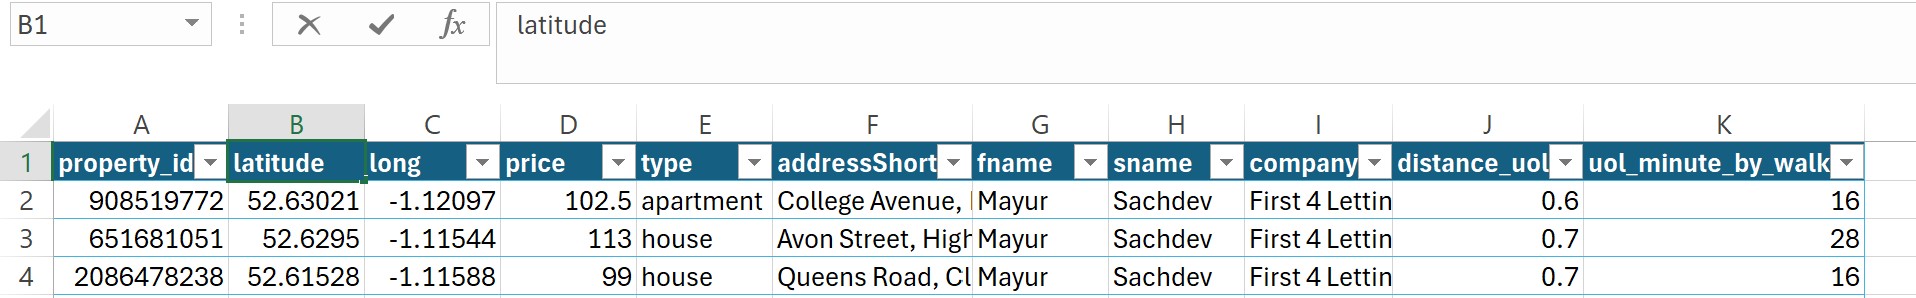 B1 fx latitude
A B C D E F G H I J K
1 property_id latitude long price type addressShort fname sname company distance_uol uol_minute_by_walk
2 908519772 52.63021 -1.12097 102.5 apartment College Avenue, Mayur Sachdev First 4 Lettin 0.6 16
3 651681051 52.6295 -1.11544 113 house Avon Street, High Mayur Sachdev First 4 Lettin 0.7 28
4 2086478238 52.61528 -1.11588 99 house Queens Road, Cl Mayur Sachdev First 4 Lettin 0.7 16